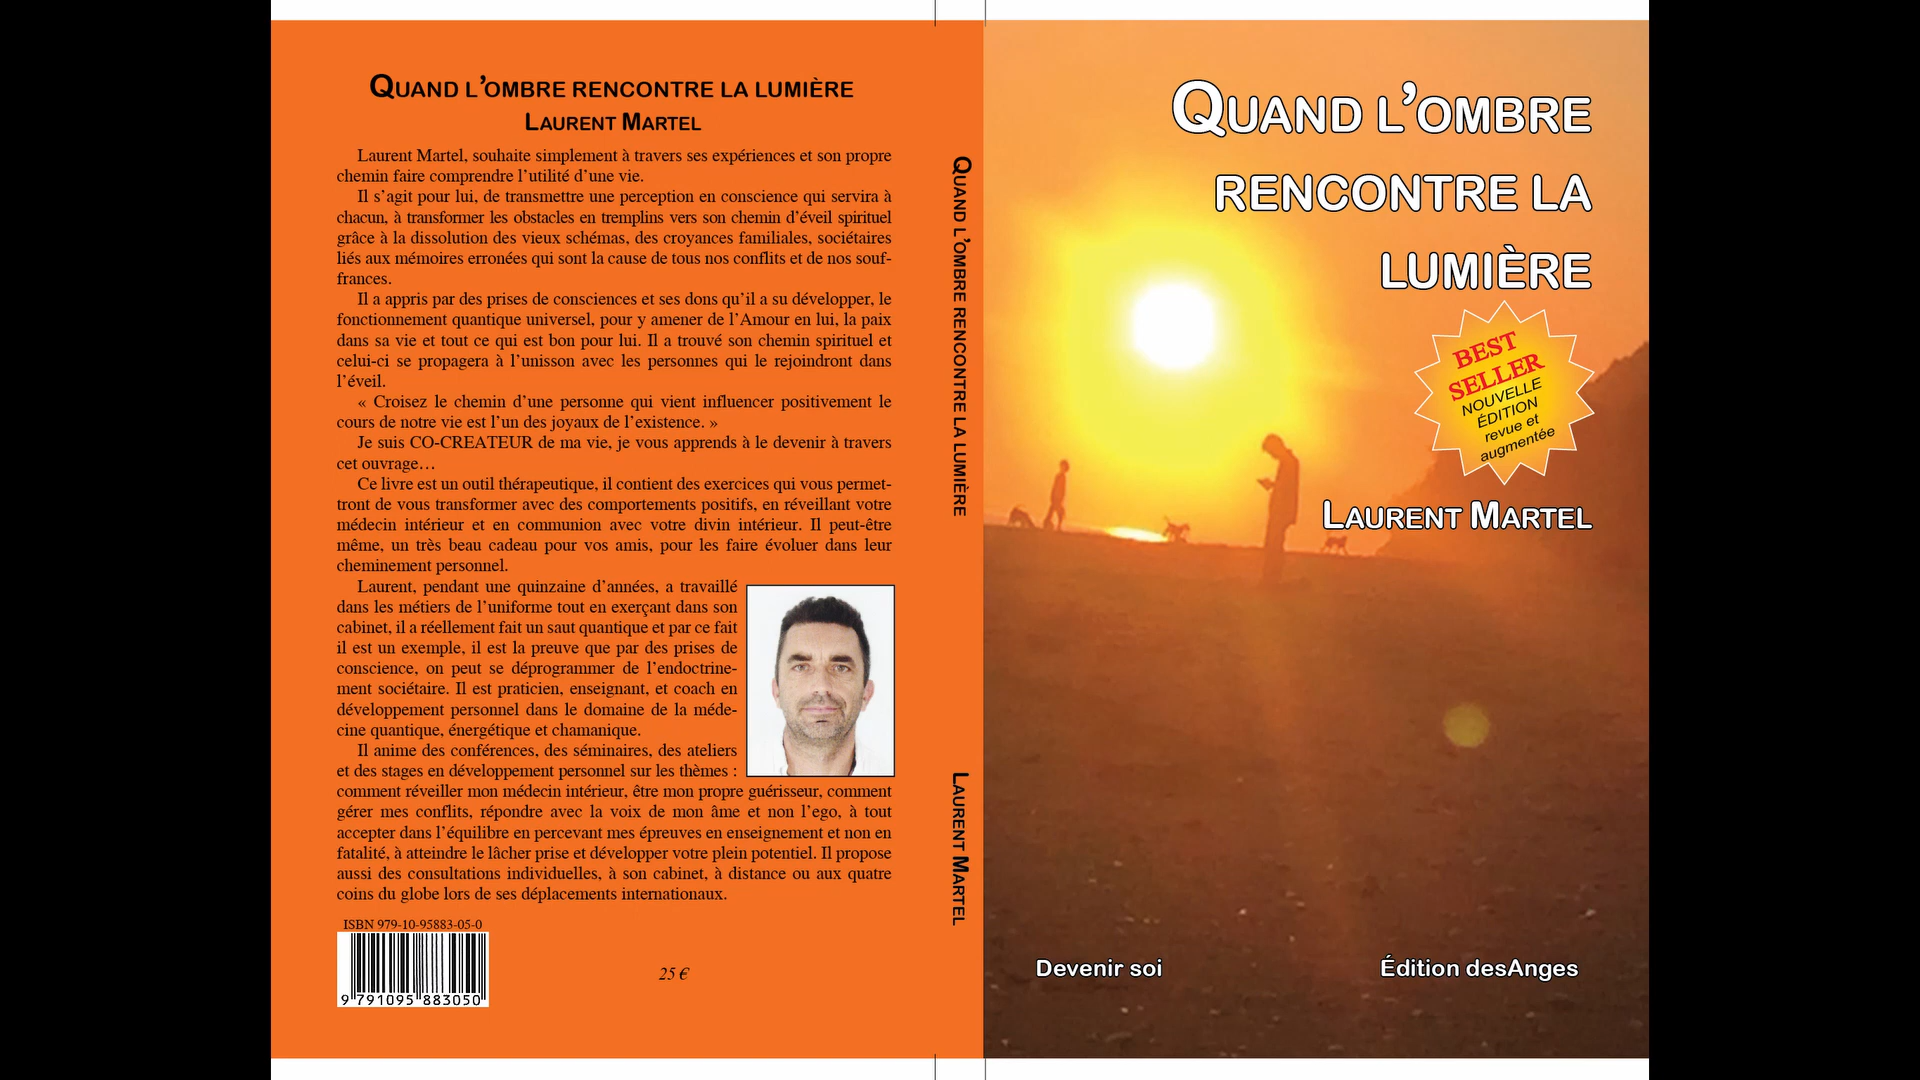 QUAND L’OMBRE RENCONTRE LA LUMIÈRE
LAURENT MARTEL
Laurent Martel, souhaite simplement à travers ses expériences et son propre
chemin faire comprendre l’utilité d’une vie.
Il s’agit pour lui, de transmettre une perception en conscience qui servira à
chacun, à transformer les obstacles en tremplins vers son chemin d’éveil spirituel
grâce à la dissolution des vieux schémas, des croyances familiales, sociétaires
liés aux mémoires erronées qui sont la cause de tous nos conflits et de nos souf-
frances.
Il a appris par des prises de consciences et ses dons qu’il a su développer, le
fonctionnement quantique universel, pour y amener de l’Amour en lui, la paix
dans sa vie et tout ce qui est bon pour lui. Il a trouvé son chemin spirituel et
celui-ci se propagera à l’unisson avec les personnes qui le rejoindront dans
l’éveil.
« Croisez le chemin d’une personne qui vient influencer positivement le
cours de notre vie est l’un des joyaux de l’existence. »
Je suis CO-CREATEUR de ma vie, je vous apprends à le devenir à travers
cet ouvrage…
Ce livre est un outil thérapeutique, il contient des exercices qui vous permet-
tront de vous transformer avec des comportements positifs, en réveillant votre
médecin intérieur et en communion avec votre divin intérieur. Il peut-être
même, un très beau cadeau pour vos amis, pour les faire évoluer dans leur
cheminement personnel.
Laurent, pendant une quinzaine d’années, a travaillé
dans les métiers de l’uniforme tout en exerçant dans son
cabinet, il a réellement fait un saut quantique et par ce fait
il est un exemple, il est la preuve que par des prises de
conscience, on peut se déprogrammer de l’endoctrine-
ment sociétaire. Il est praticien, enseignant, et coach en
développement personnel dans le domaine de la méde-
cine quantique, énergétique et chamanique.
Il anime des conférences, des séminaires, des ateliers
et des stages en développement personnel sur les thèmes :
comment réveiller mon médecin intérieur, être mon propre guérisseur, comment
gérer mes conflits, répondre avec la voix de mon âme et non l’ego, à tout
accepter dans l’équilibre en percevant mes épreuves en enseignement et non en
fatalité, à atteindre le lâcher prise et développer votre plein potentiel. Il propose
aussi des consultations individuelles, à son cabinet, à distance ou aux quatre
coins du globe lors de ses déplacements internationaux.
ISBN 979-10-95883-05-0
9 791095 883050
25 €
QUAND L’OMBRE RENCONTRE LA LUMIÈRE
LAURENT MARTEL
QUAND L’OMBRE
RENCONTRE LA
LUMIÈRE
BEST
SELLER
NOUVELLE
ÉDITION
revue et
augmentée
LAURENT MARTEL
Devenir soi
Édition desAnges